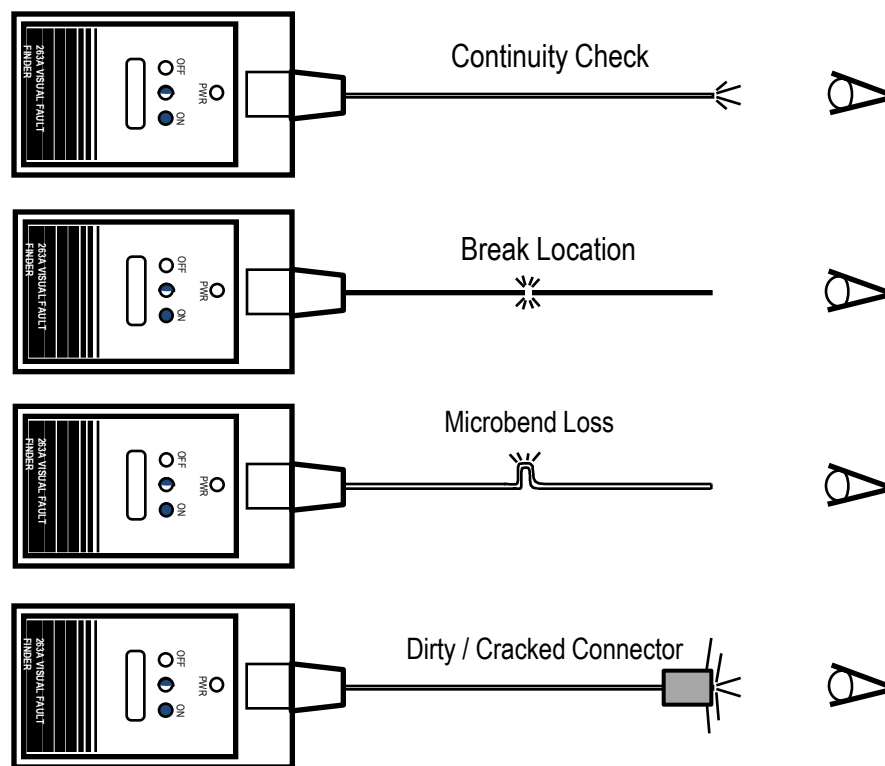 263A VISUAL FAULT
FINDER
OFF
ON
PWR
Continuity Check
263A VISUAL FAULT
FINDER
OFF
ON
PWR
Break Location
263A VISUAL FAULT
FINDER
OFF
ON
PWR
Microbend Loss
263A VISUAL FAULT
FINDER
OFF
ON
PWR
Dirty / Cracked Connector